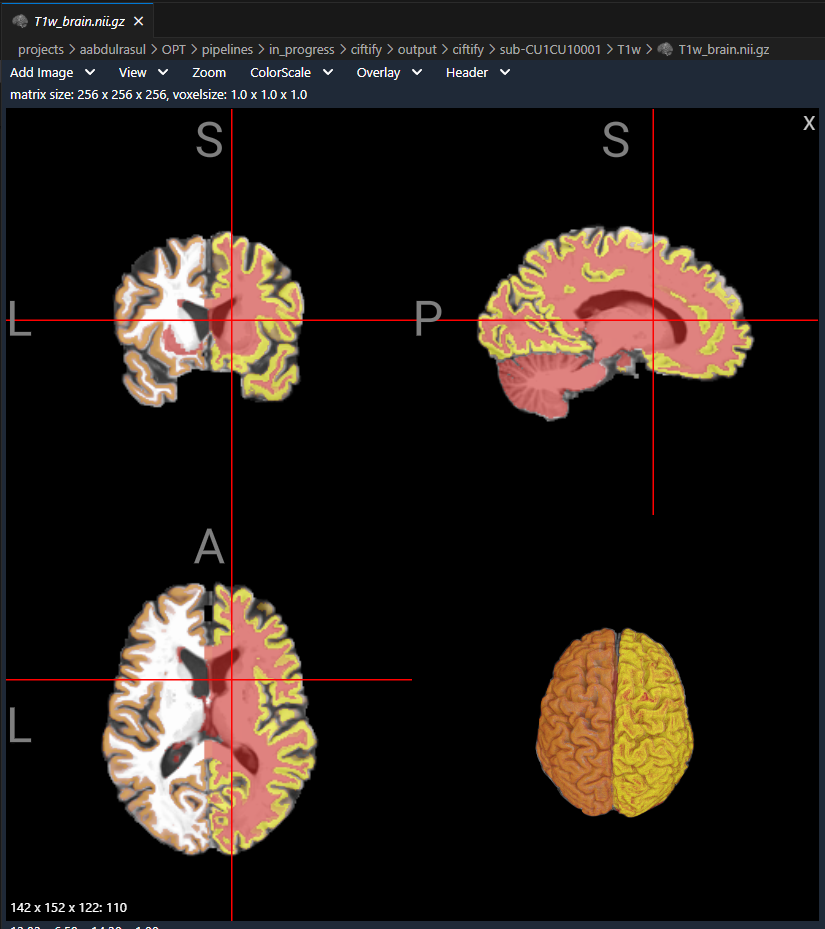 T1w_brain.nii.gz
projects > aabdulrasul > OPT > pipelines > in_progress > ciftify > output > ciftify > sub-CU1CU10001 > T1w > T1w_brain.nii.gz
Add Image View Zoom ColorScale Overlay Header
matrix size: 256 x 256 x 256, voxelsize: 1.0 x 1.0 x 1.0
S S X
L P
A
L
142 x 152 x 122: 110